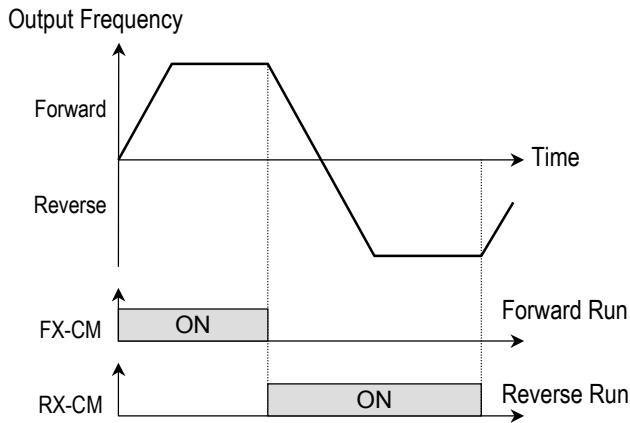 Output Frequency
Forward
Time
Reverse
Forward Run
FX-CM
ON
Reverse Run
RX-CM
ON